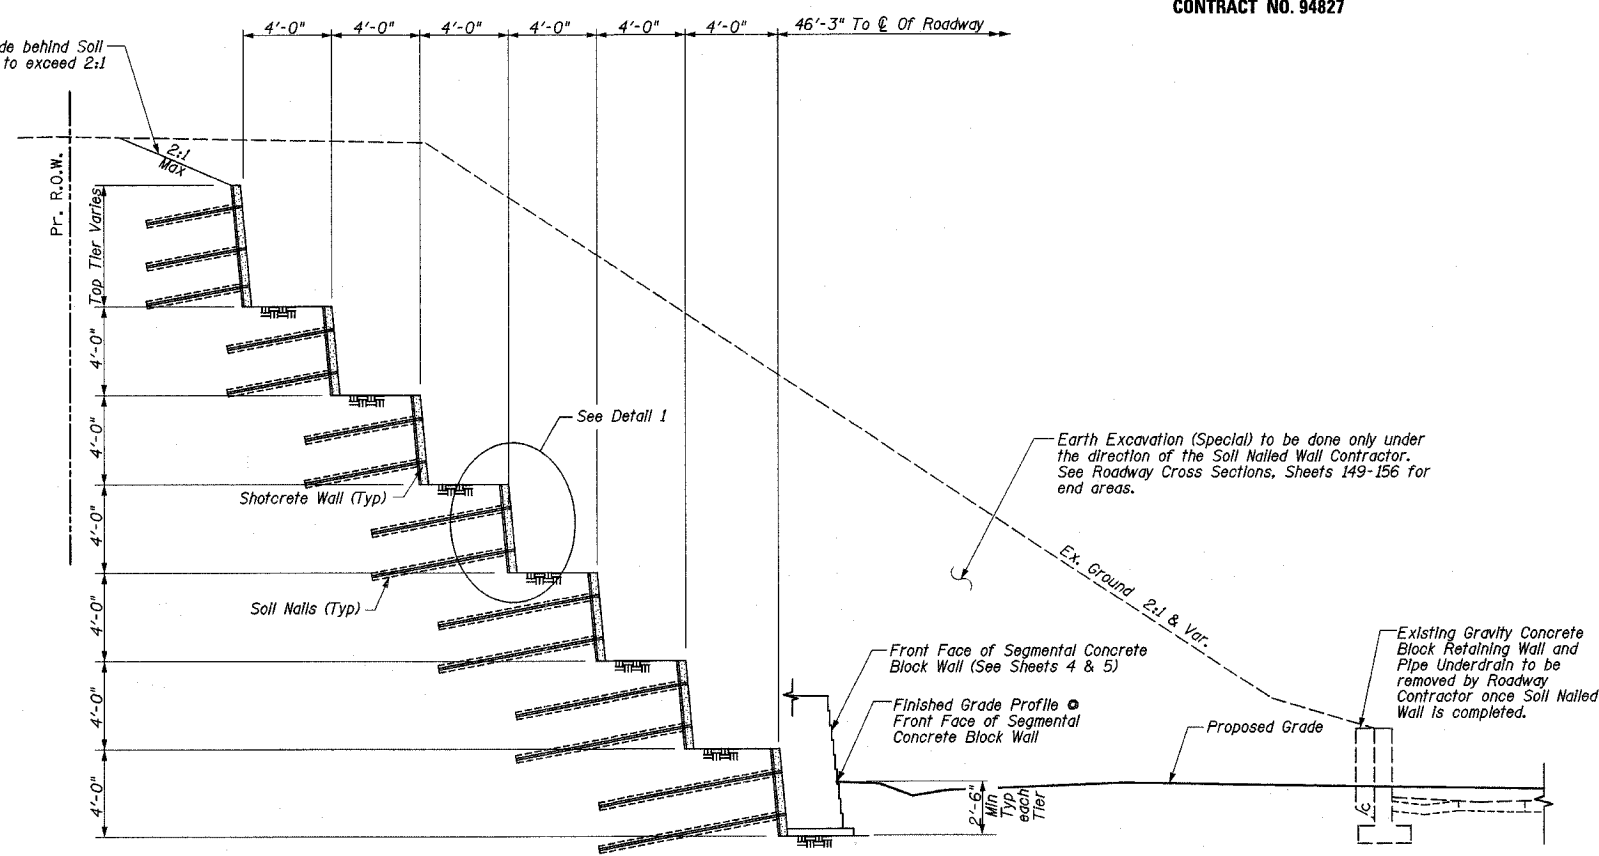 CONTRACT NO. 94827
4'-0" 4'-0" 4'-0" 4'-0" 4'-0" 4'-0" 46'-3" To ℄ Of Roadway
behind Soil
to exceed 2:1
2:1
Max
Pr. R.O.W.
Top Tier Varies
4'-0"
4'-0"
4'-0"
4'-0"
4'-0"
4'-0"
See Detail 1
Shotcrete Wall (Typ)
Soil Nails (Typ)
Earth Excavation (Special) to be done only under
the direction of the Soil Nailed Wall Contractor.
See Roadway Cross Sections, Sheets 149-156 for
end areas.
Ex. Ground 2:1 & Var.
Front Face of Segmental Concrete
Block Wall (See Sheets 4 & 5)
Finished Grade Profile @
Front Face of Segmental
Concrete Block Wall
Proposed Grade
Existing Gravity Concrete
Block Retaining Wall and
Pipe Underdrain to be
removed by Roadway
Contractor once Soil Nailed
Wall is completed.
2'-6"
Min
Typ
each
Tier